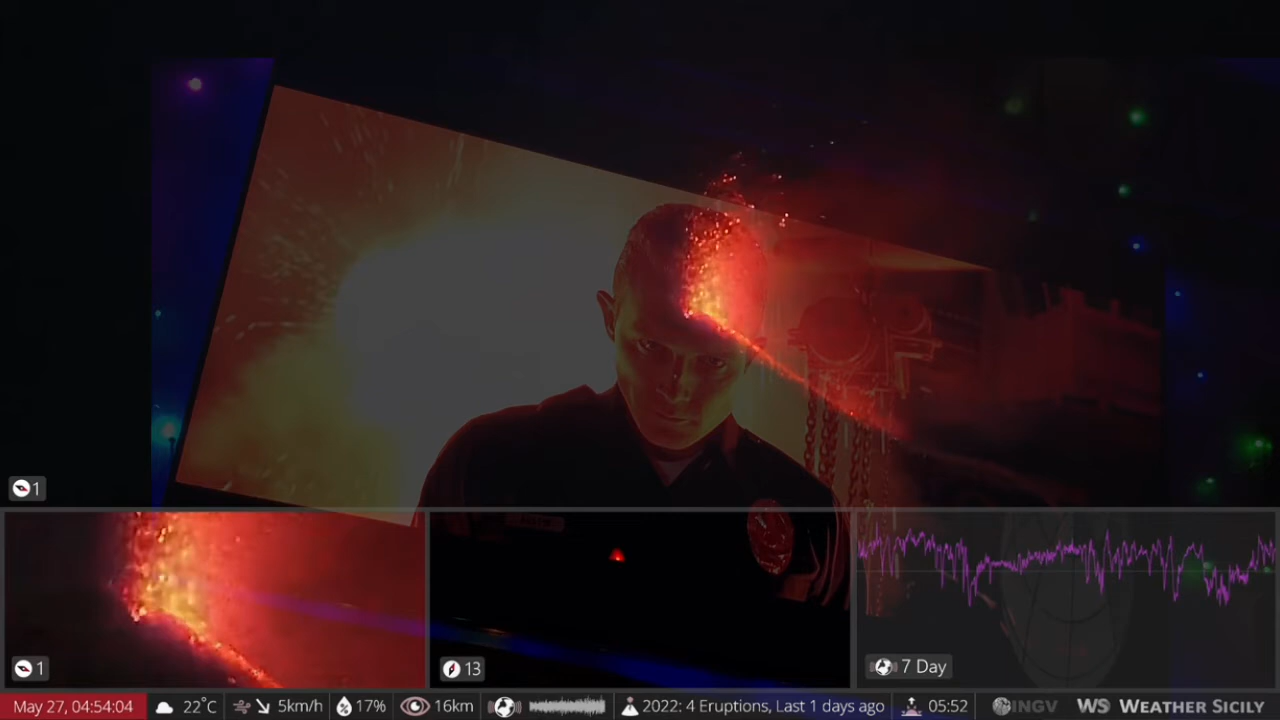 1
1
13
7 Day
May 27, 04:54:04 22°C 5km/h 17% 16km 2022: 4 Eruptions, Last 1 days ago 05:52 INGV WS WEATHER SICILY